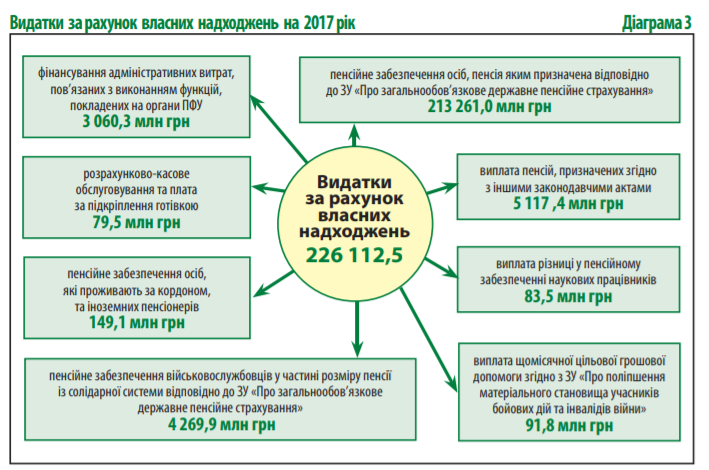 Видатки за рахунок власних надходжень на 2017 рік
Діаграма 3
фінансування адміністративних витрат,
пов’язаних з виконанням функцій,
покладених на органи ПФУ
3 060,3 млн грн
пенсійне забезпечення осіб, пенсія яким призначена відповідно
до ЗУ «Про загальнообов’язкове державне пенсійне страхування»
213 261,0 млн грн
розрахунково-касове
обслуговування та плата
за підкріплення готівкою
79,5 млн грн
Видатки
за рахунок
власних
надходжень
226 112,5
виплата пенсій, призначених згідно
з іншими законодавчими актами
5 117 ,4 млн грн
пенсійне забезпечення осіб,
які проживають за кордоном,
та іноземних пенсіонерів
149,1 млн грн
виплата різниці у пенсійному
забезпеченні наукових працівників
83,5 млн грн
пенсійне забезпечення військовослужбовців у частині розміру пенсії
із солідарної системи відповідно до ЗУ «Про загальнообов’язкове
державне пенсійне страхування»
4 269,9 млн грн
виплата щомісячної цільової грошової
допомоги згідно з ЗУ «Про поліпшення
матеріального становища учасників
бойових дій та інвалідів війни»
91,8 млн грн